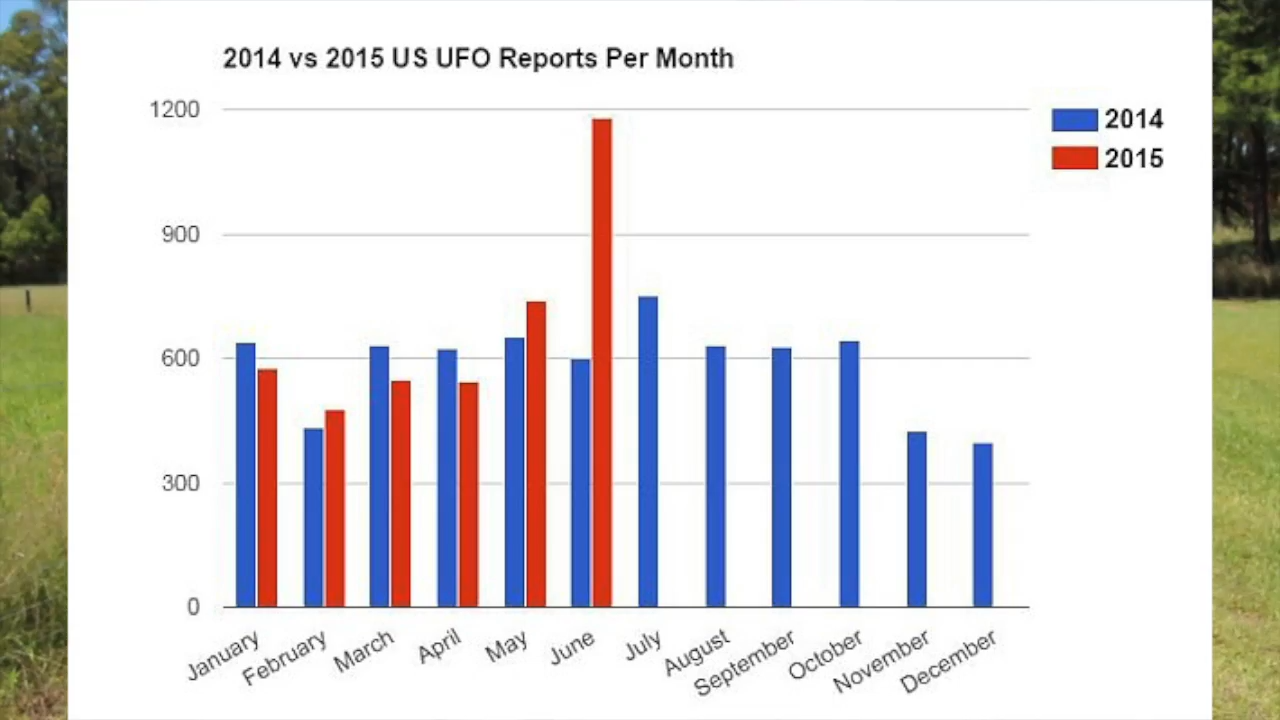 2014 vs 2015 US UFO Reports Per Month
1200
900
600
300
0
2014
2015
January
February
March
April
May
June
July
August
September
October
November
December